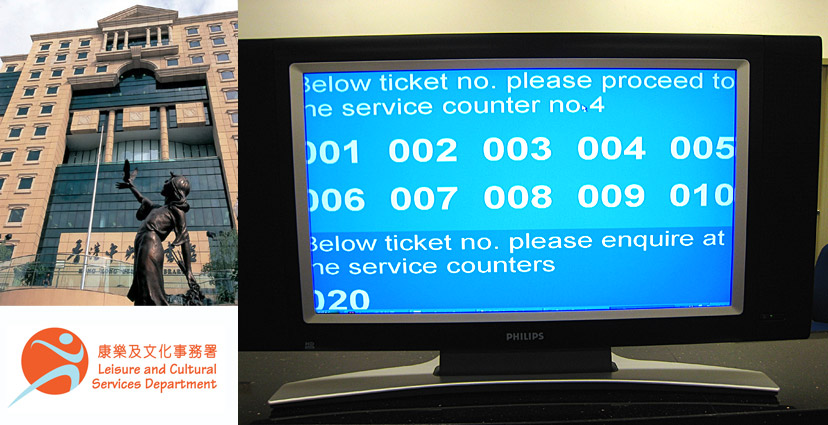 康樂及文化事務署
Leisure and Cultural
Services Department
Below ticket no. please proceed to
he service counter no.4
001 002 003 004 005
006 007 008 009 010
Below ticket no. please enquire at
he service counters
020
PHILIPS